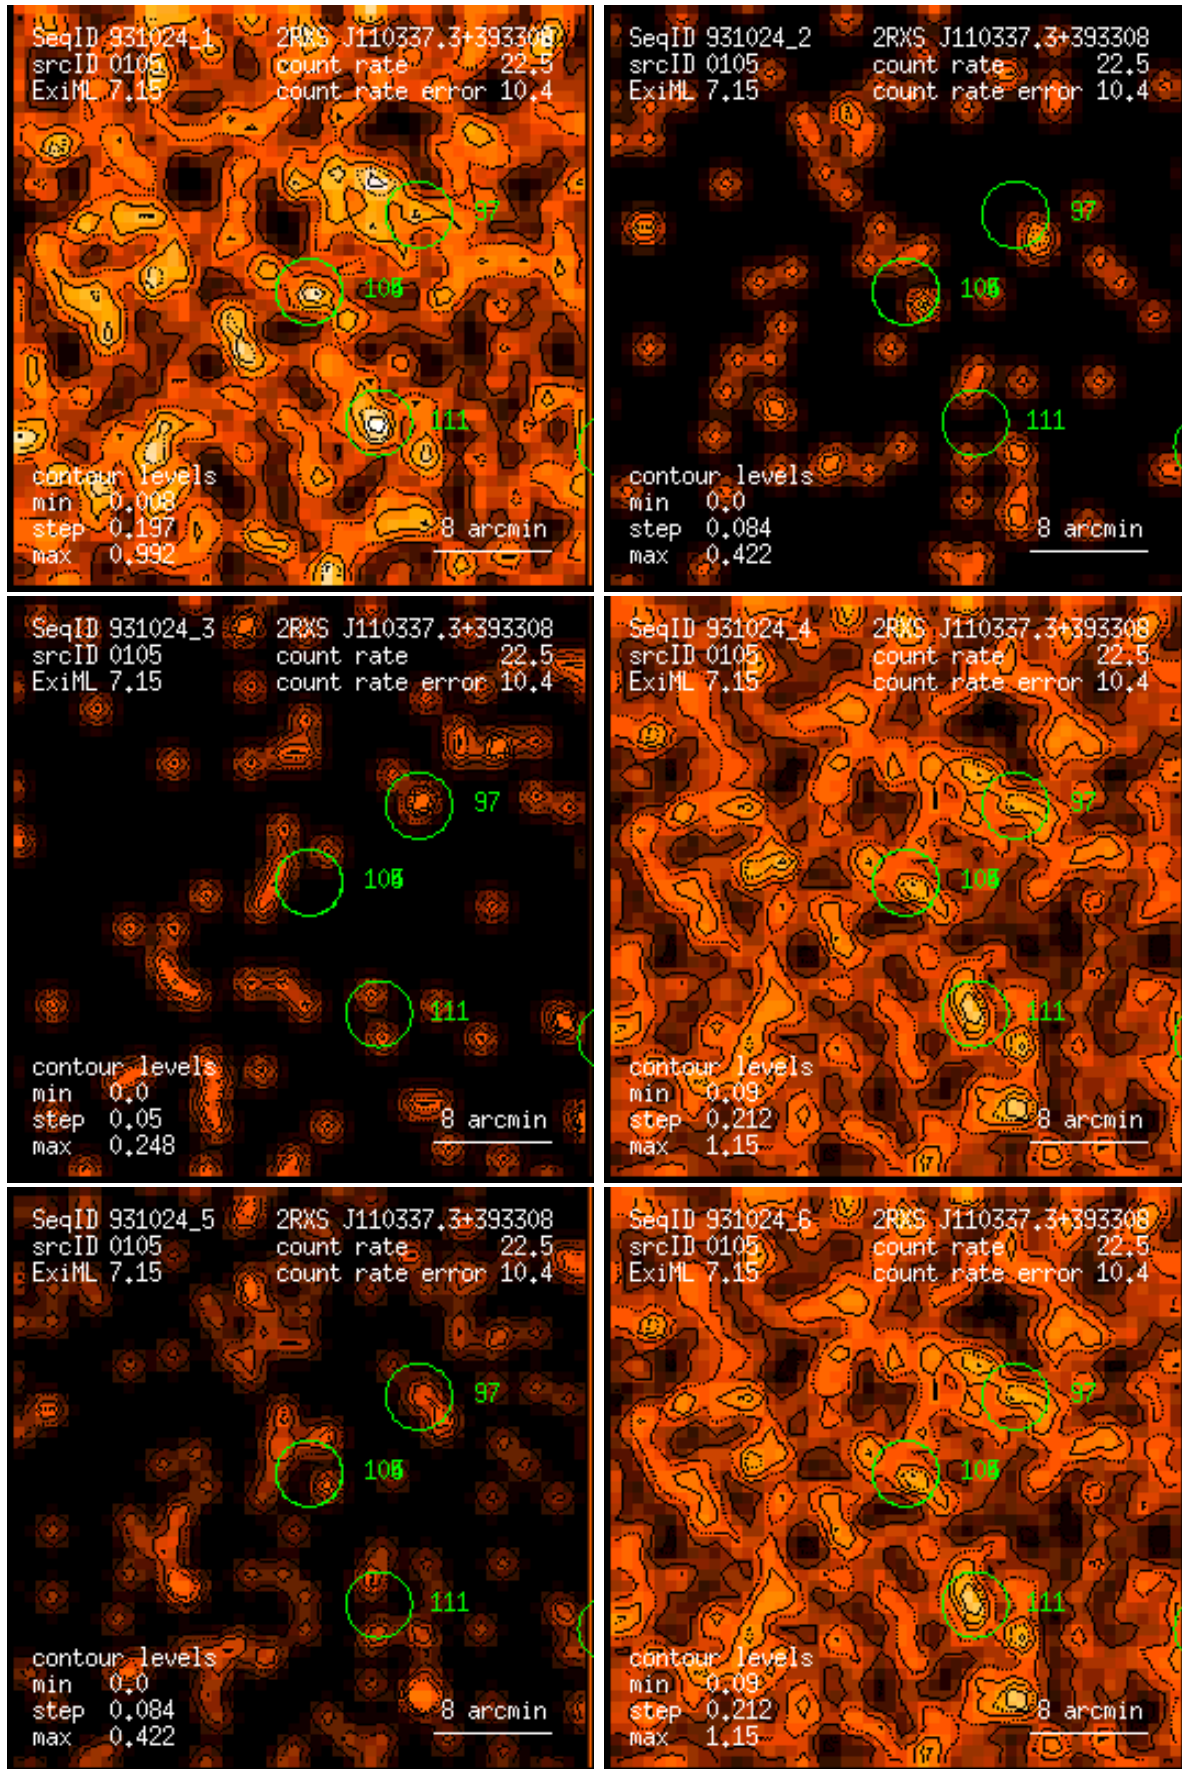 SeqID 931024_1 2RXS J110337.3+393308
srcID 0105 count rate 22.5
ExiML 7.15 count rate error 10.4
97
111
contour levels
min 0.008
step 0.197 8 arcmin
max 0.992
SeqID 931024_2 2RXS J110337.3+393308
srcID 0105 count rate 22.5
ExiML 7.15 count rate error 10.4
97
111
contour levels
min 0.0
step 0.084 8 arcmin
max 0.422
SeqID 931024_3 2RXS J110337.3+393308
srcID 0105 count rate 22.5
ExiML 7.15 count rate error 10.4
97
111
contour levels
min 0.0
step 0.05 8 arcmin
max 0.248
SeqID 931024_4 2RXS J110337.3+393308
srcID 0105 count rate 22.5
ExiML 7.15 count rate error 10.4
97
111
contour levels
min 0.09
step 0.212 8 arcmin
max 1.15
SeqID 931024_5 2RXS J110337.3+393308
srcID 0105 count rate 22.5
ExiML 7.15 count rate error 10.4
97
111
contour levels
min 0.0
step 0.084 8 arcmin
max 0.422
SeqID 931024_6 2RXS J110337.3+393308
srcID 0105 count rate 22.5
ExiML 7.15 count rate error 10.4
97
111
contour levels
min 0.09
step 0.212 8 arcmin
max 1.15